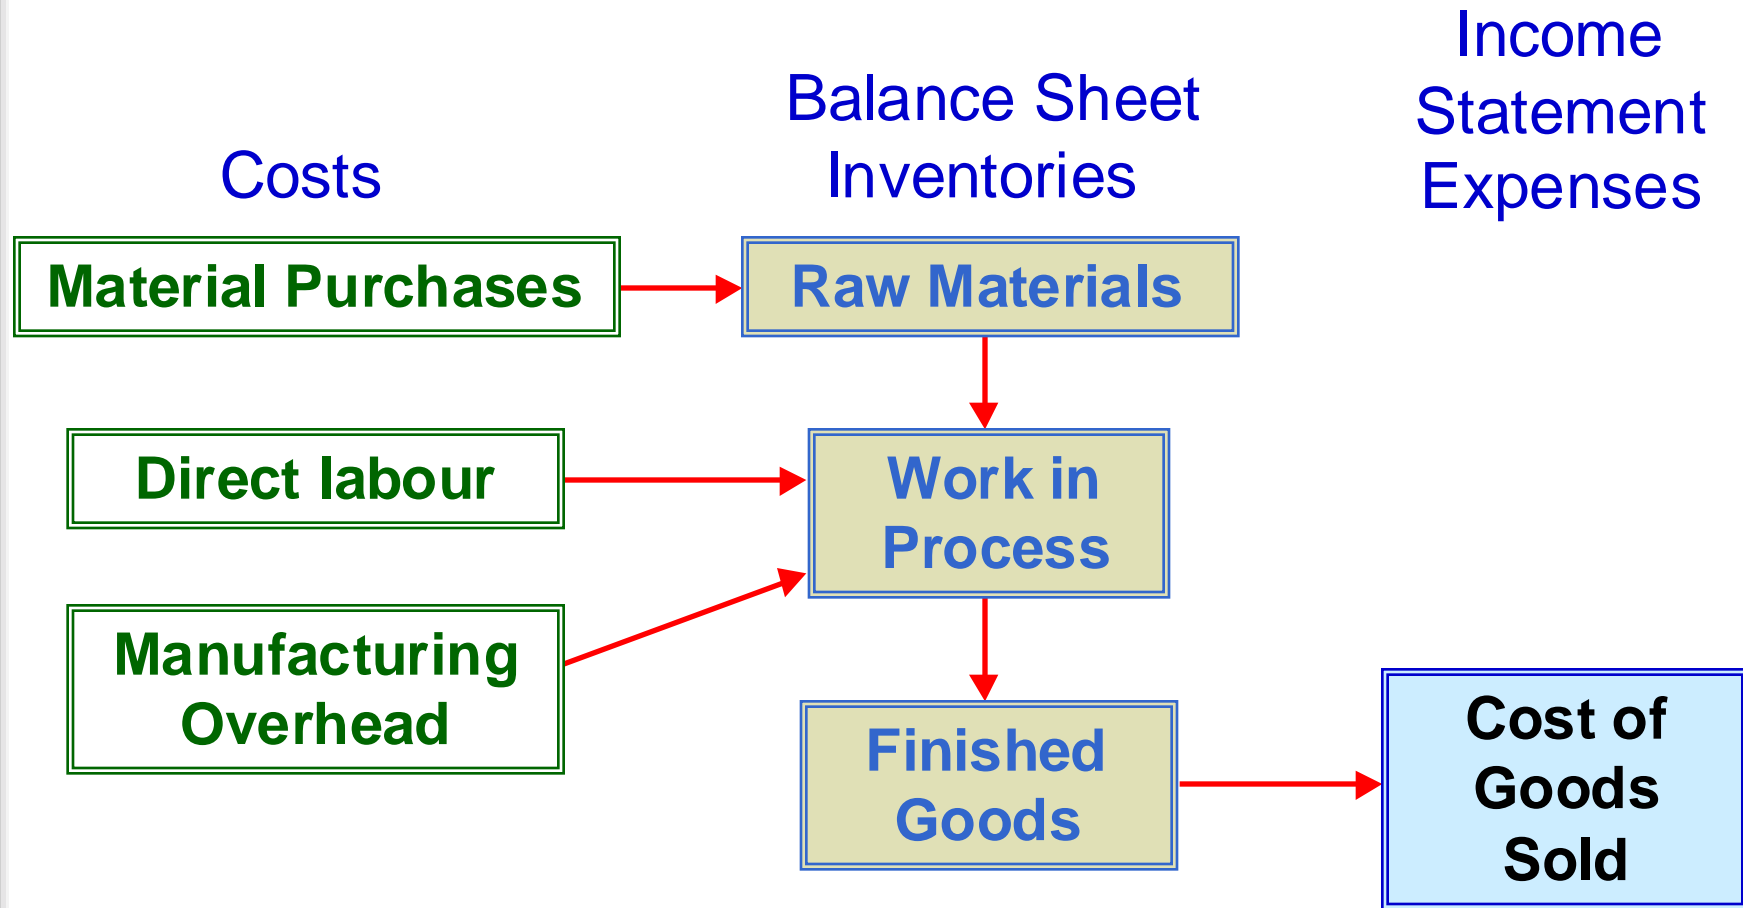 Costs
Balance Sheet
Inventories
Income
Statement
Expenses
Material Purchases
Raw Materials
Direct labour
Work in
Process
Manufacturing
Overhead
Finished
Goods
Cost of
Goods
Sold